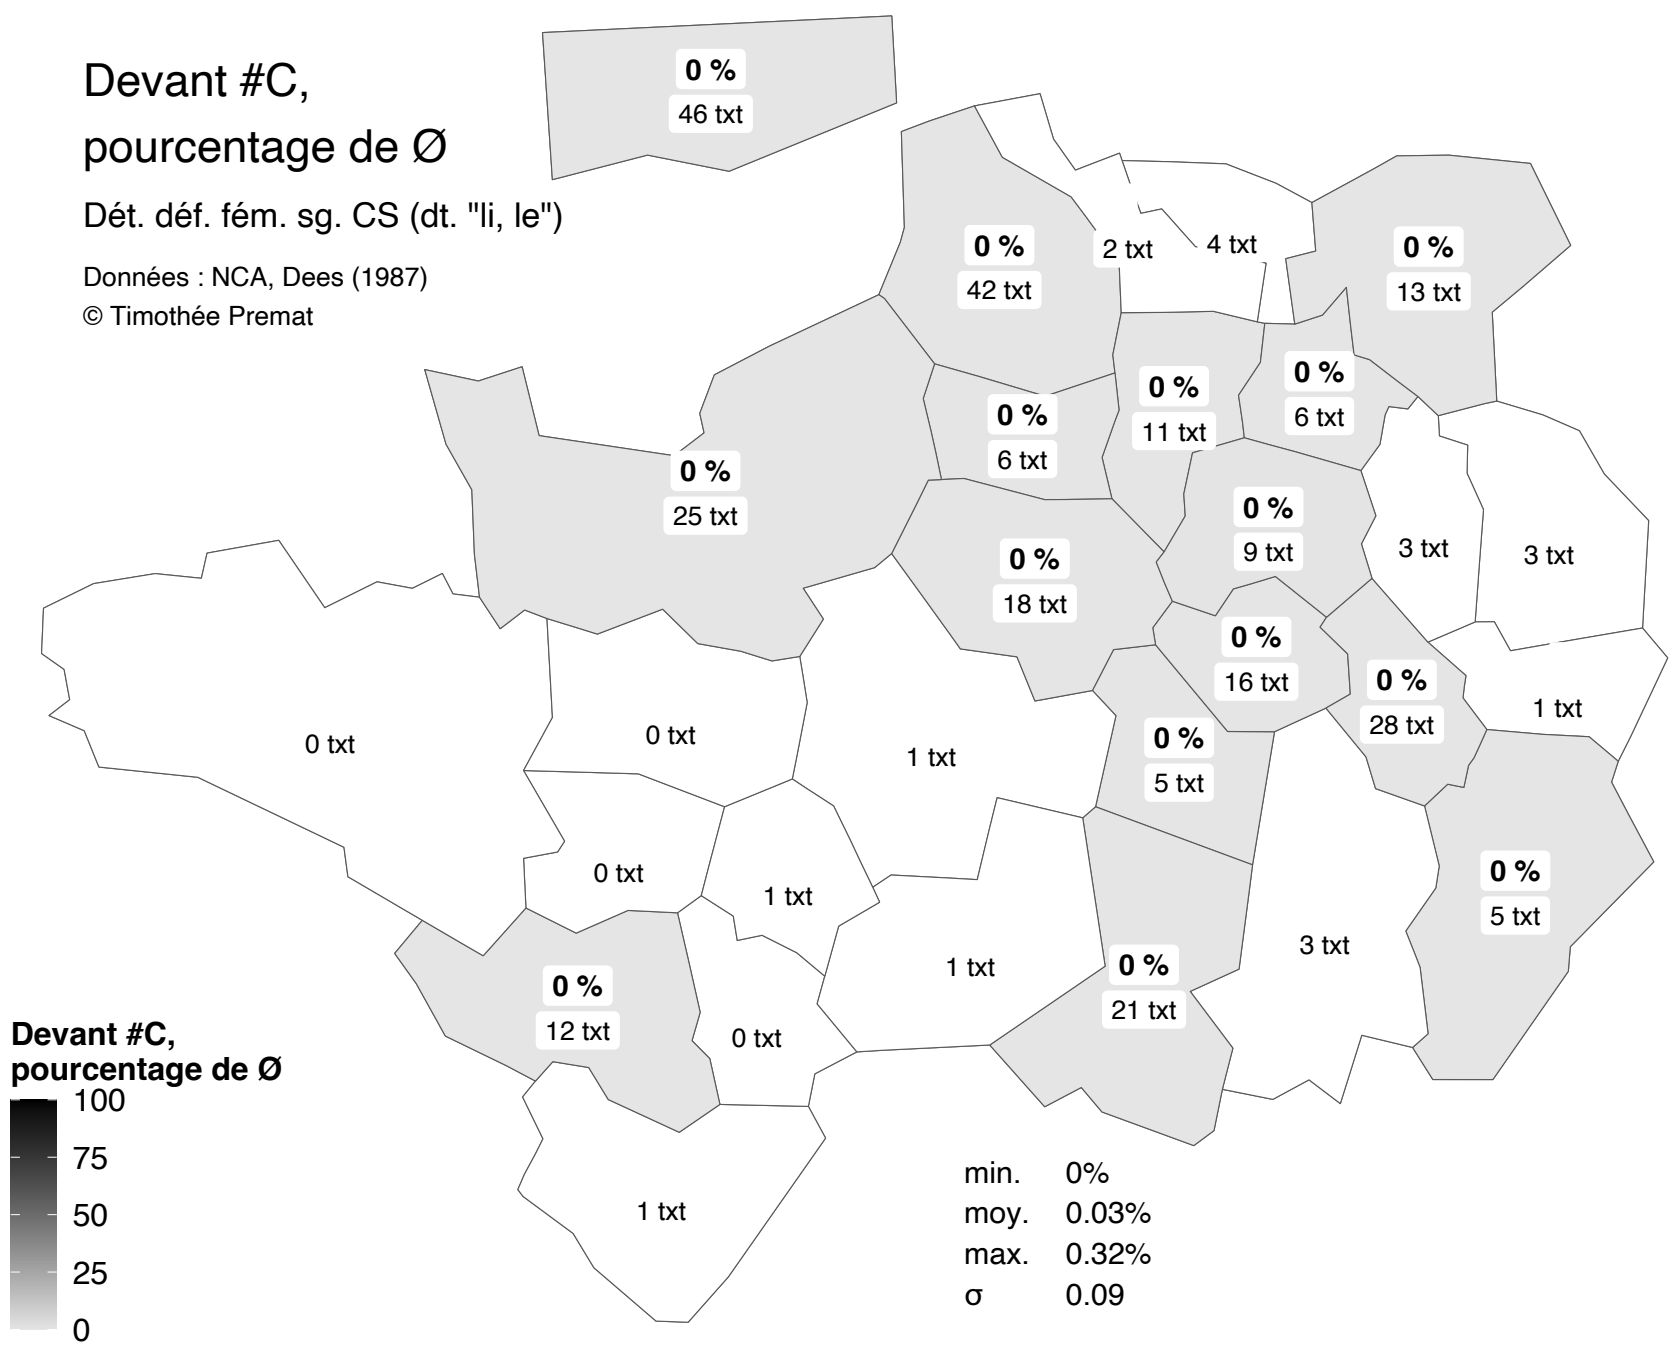 Devant #C,
pourcentage de Ø
Dét. déf. fém. sg. CS (dt. "li, le")
Données : NCA, Dees (1987)
© Timothée Premat
0 %
46 txt
0 %
42 txt
2 txt
4 txt
0 %
13 txt
0 %
25 txt
0 %
6 txt
0 %
11 txt
0 %
6 txt
0 %
18 txt
0 %
9 txt
3 txt
3 txt
0 %
16 txt
0 %
28 txt
1 txt
0 txt
0 txt
1 txt
0 %
5 txt
0 txt
1 txt
0 %
5 txt
0 %
12 txt
0 txt
1 txt
0 %
21 txt
3 txt
1 txt
Devant #C,
pourcentage de Ø
100
75
50
25
0
min. 0%
moy. 0.03%
max. 0.32%
σ 0.09